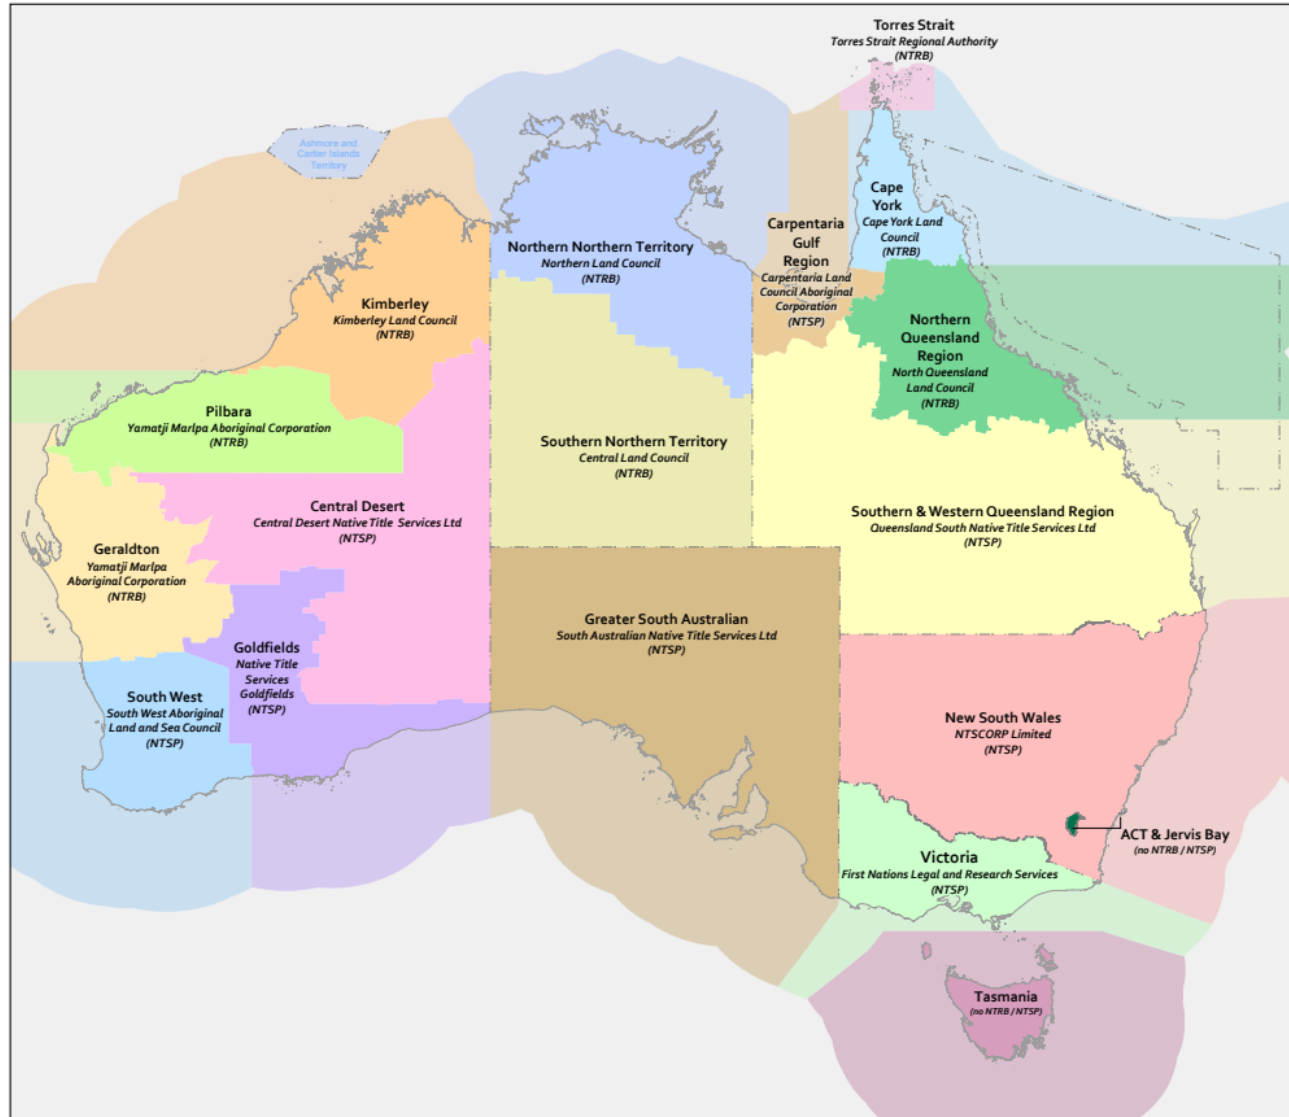 Torres Strait
Torres Strait Regional Authority
(NTRB)
Ashmore and
Cartier Islands
Territory
Cape
York
Cape York Land
Council
(NTRB)
Northern Northern Territory
Northern Land Council
(NTRB)
Carpentaria
Gulf
Region
Carpentaria Land
Council Aboriginal
Corporation
(NTSP)
Kimberley
Kimberley Land Council
(NTRB)
Northern
Queensland
Region
North Queensland
Land Council
(NTRB)
Pilbara
Yamatji Marlpa Aboriginal Corporation
(NTRB)
Southern Northern Territory
Central Land Council
(NTRB)
Central Desert
Central Desert Native Title Services Ltd
(NTSP)
Southern & Western Queensland Region
Queensland South Native Title Services Ltd
(NTSP)
Geraldton
Yamatji Marlpa
Aboriginal Corporation
(NTRB)
Greater South Australian
South Australian Native Title Services Ltd
(NTSP)
Goldfields
Native Title
Services
Goldfields
(NTSP)
South West
South West Aboriginal
Land and Sea Council
(NTSP)
New South Wales
NTSCORP Limited
(NTSP)
ACT & Jervis Bay
(no NTRB / NTSP)
Victoria
First Nations Legal and Research Services
(NTSP)
Tasmania
(no NTRB / NTSP)